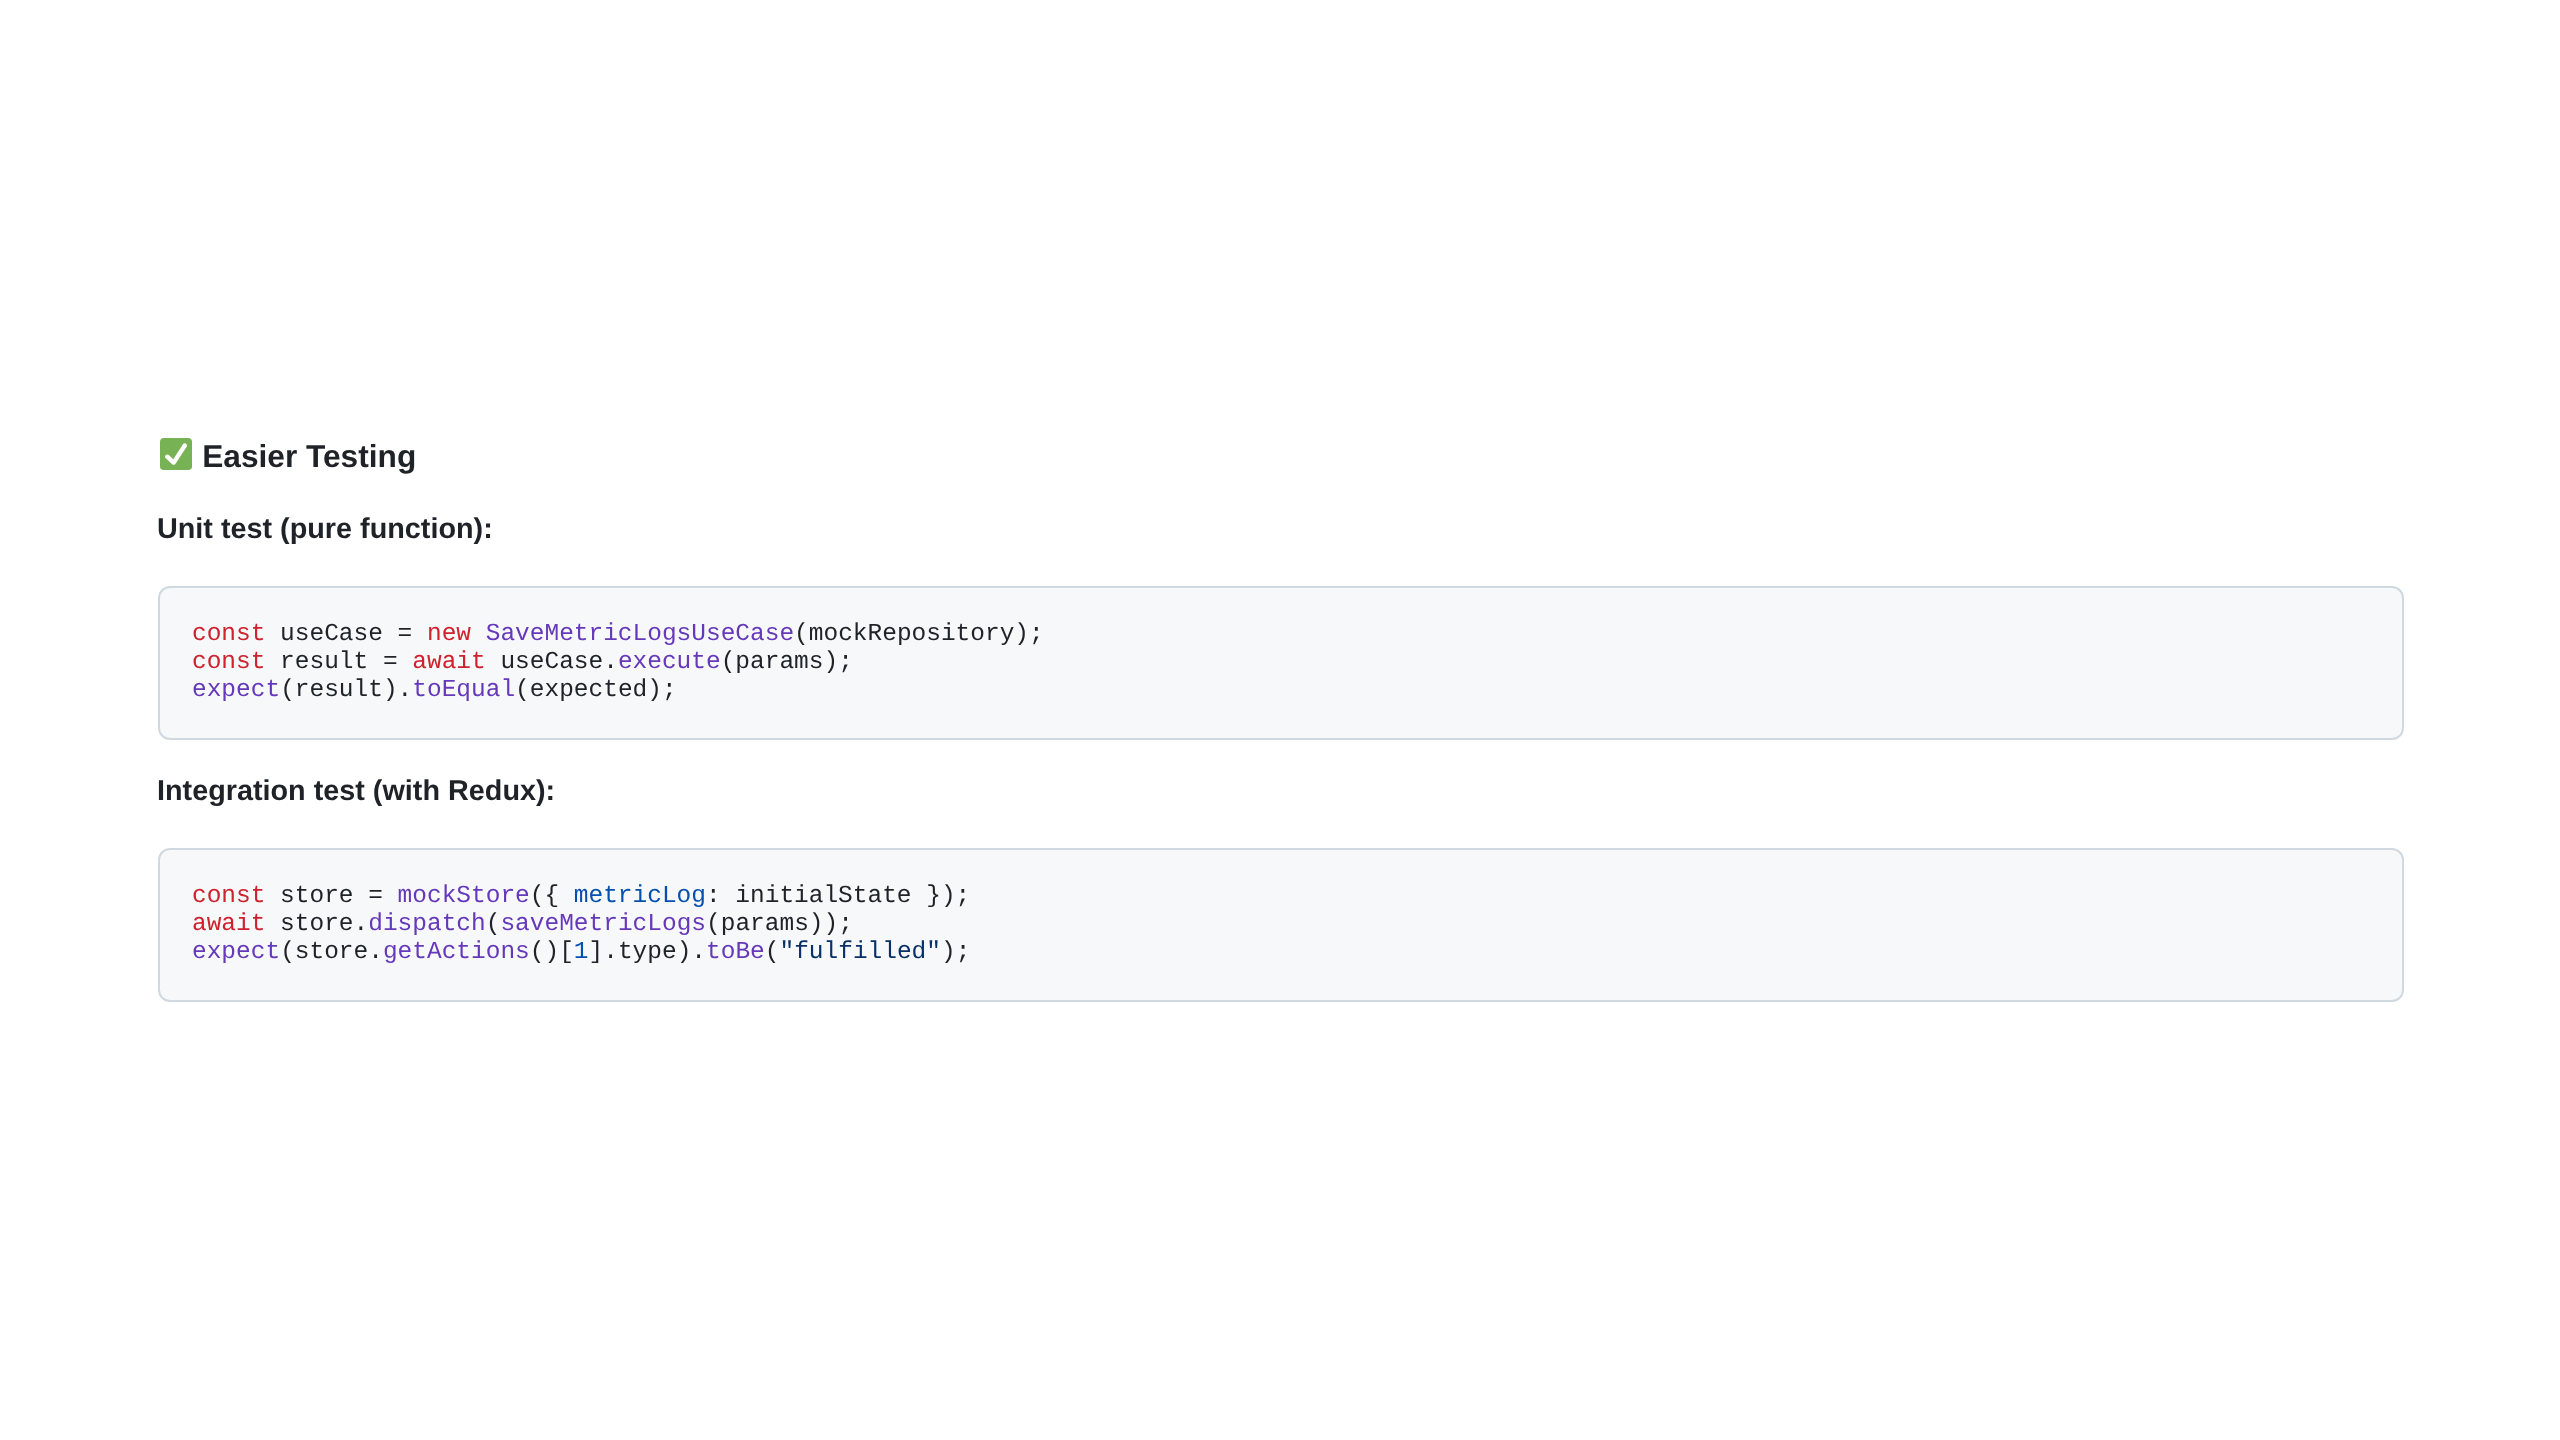 ✅ Easier Testing
Unit test (pure function):
const useCase = new SaveMetricLogsUseCase(mockRepository);
const result = await useCase.execute(params);
expect(result).toEqual(expected);
Integration test (with Redux):
const store = mockStore({ metricLog: initialState });
await store.dispatch(saveMetricLogs(params));
expect(store.getActions()[1].type).toBe("fulfilled");